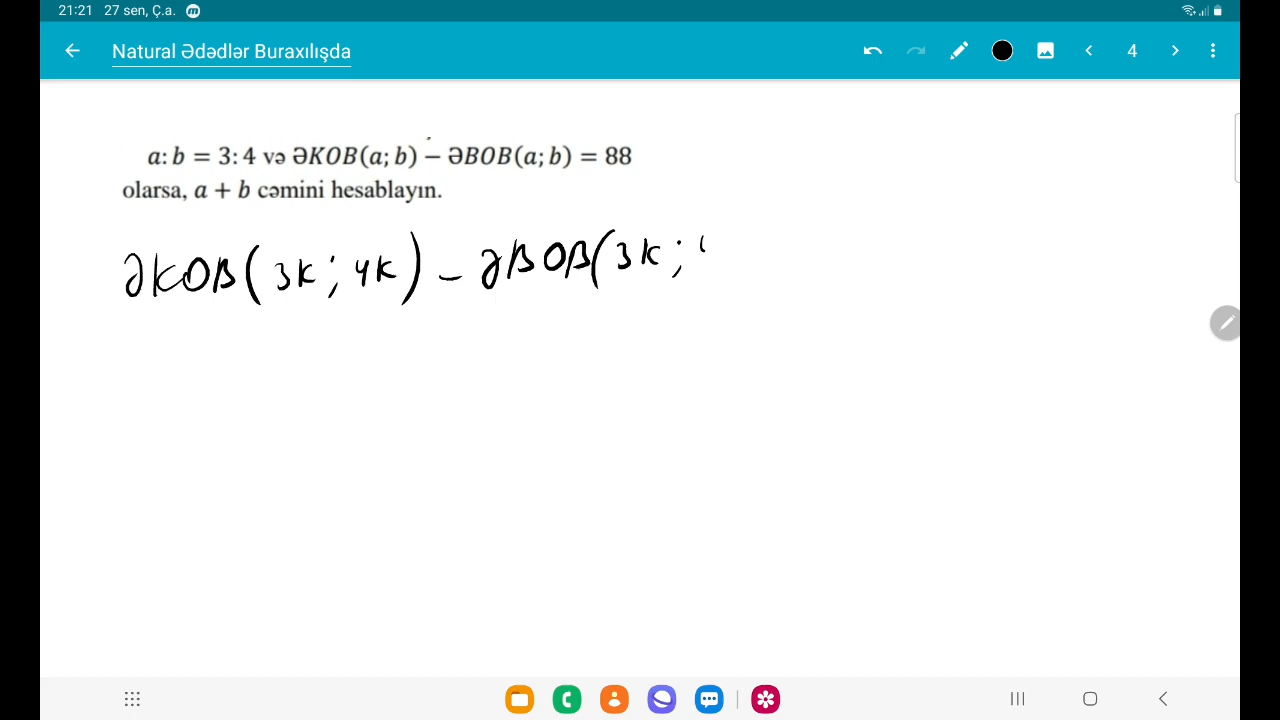 21:21 27 sen, Ç.a.
Natural Ədədlər Buraxılışda
4
a: b = 3: 4 və ƏKOB(a; b) − ƏBOB(a; b) = 88
olarsa, a + b cəmini hesablayın.
ƏKOB(3K; 4K) − ƏBOB(3K;